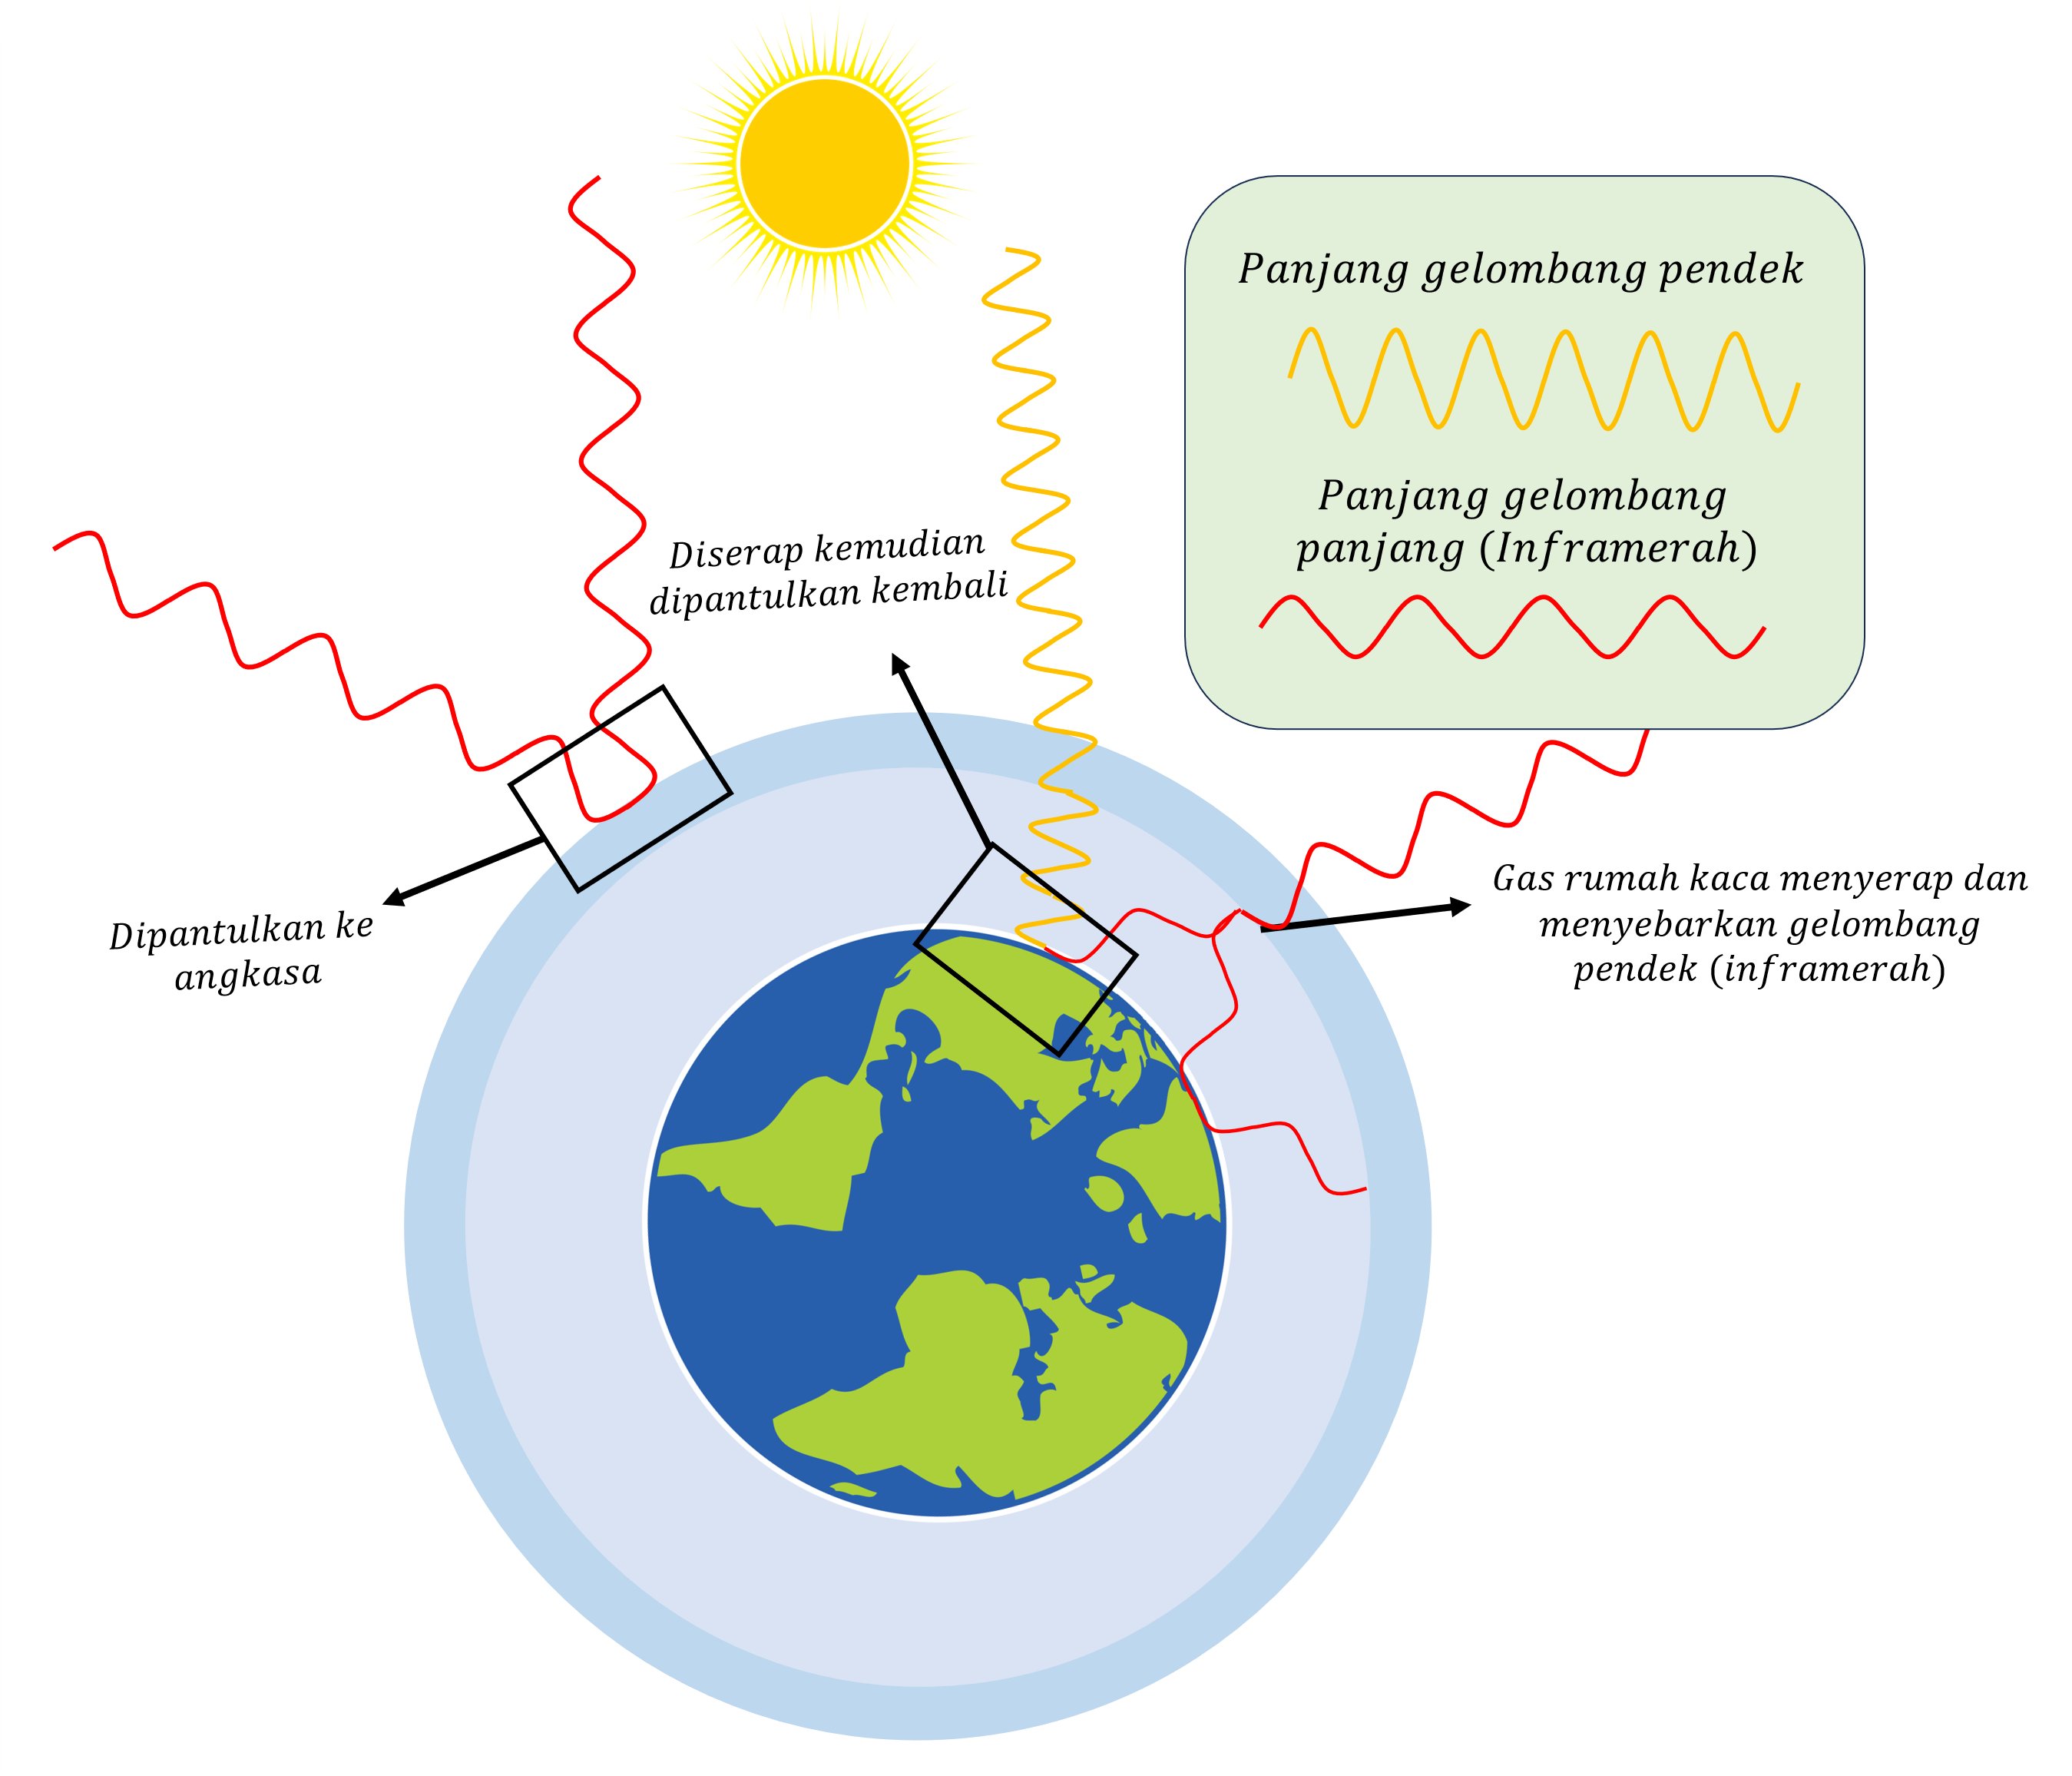 Panjang gelombang pendek
Panjang gelombang
panjang (Inframerah)
Diserap kemudian
dipantulkan kembali
Dipantulkan ke
angkasa
Gas rumah kaca menyerap dan
menyebarkan gelombang
pendek (inframerah)